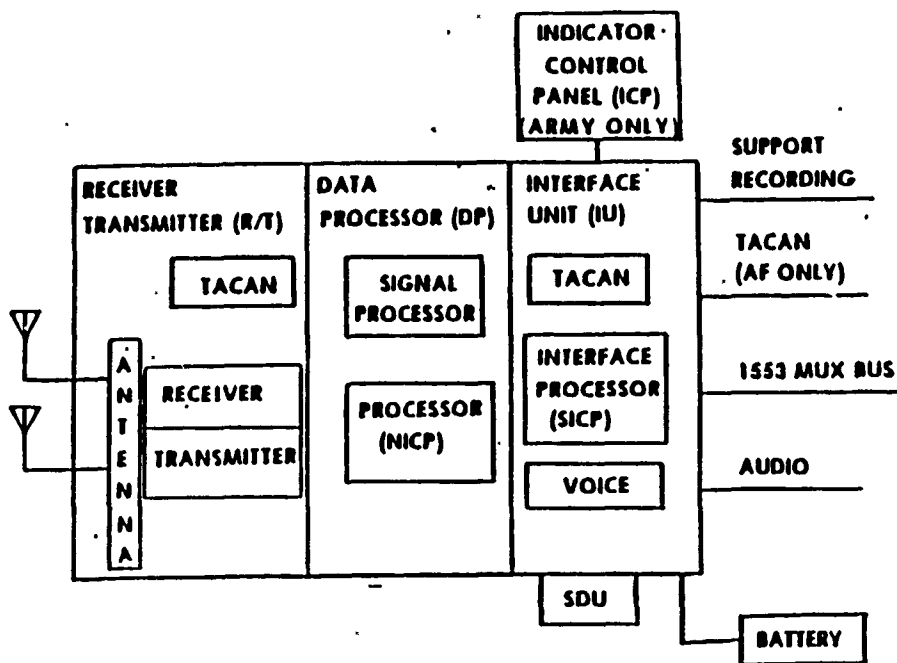 INDICATOR
CONTROL
PANEL (ICP)
(ARMY ONLY)
RECEIVER
TRANSMITTER (R/T)
TACAN
ANTENNA
RECEIVER
TRANSMITTER
DATA
PROCESSOR (DP)
SIGNAL
PROCESSOR
PROCESSOR
(NICP)
INTERFACE
UNIT (IU)
TACAN
INTERFACE
PROCESSOR
(SICP)
VOICE
SUPPORT
RECORDING
TACAN
(AF ONLY)
1553 MUX BUS
AUDIO
SDU
BATTERY